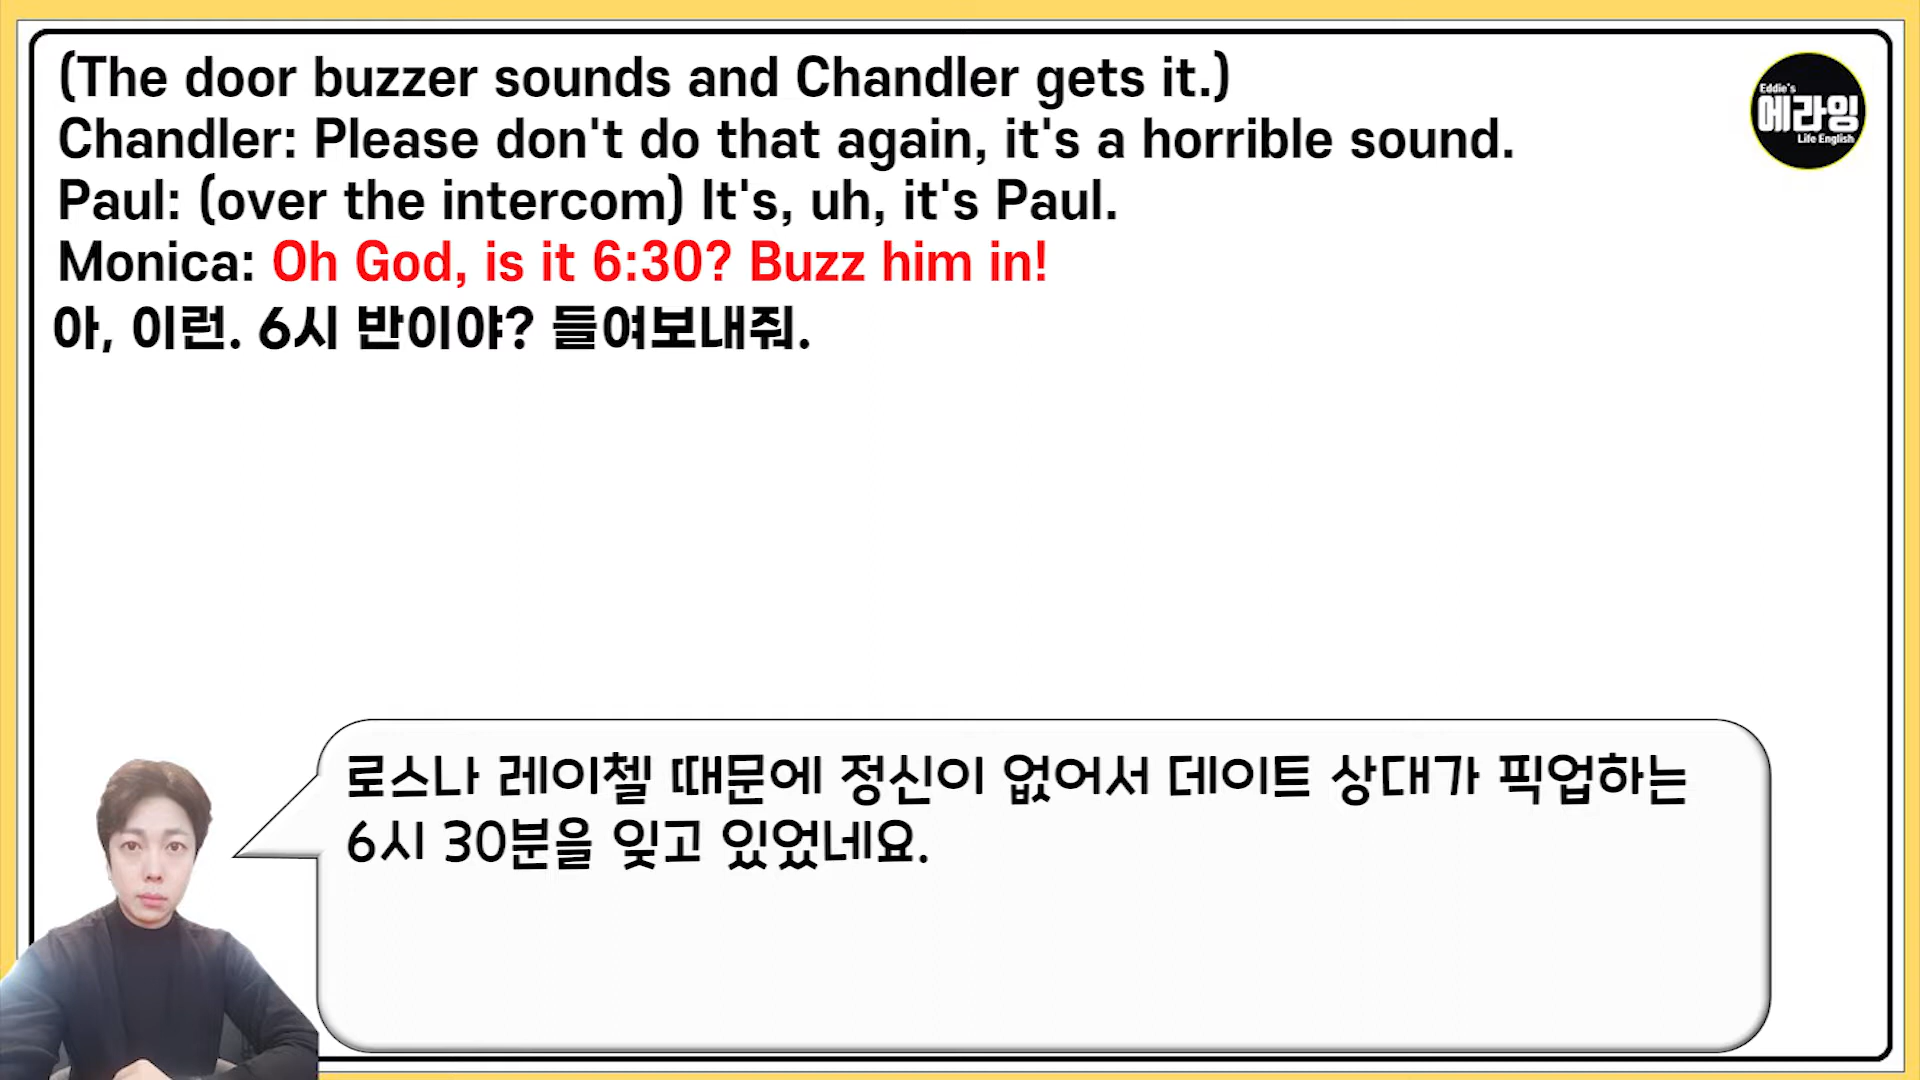 (The door buzzer sounds and Chandler gets it.)
Chandler: Please don't do that again, it's a horrible sound.
Paul: (over the intercom) It's, uh, it's Paul.
Monica: Oh God, is it 6:30? Buzz him in!
아, 이런. 6시 반이야? 들여보내줘.
Eddie's
에라잉
Life English
로스나 레이첼 때문에 정신이 없어서 데이트 상대가 픽업하는
6시 30분을 잊고 있었네요.